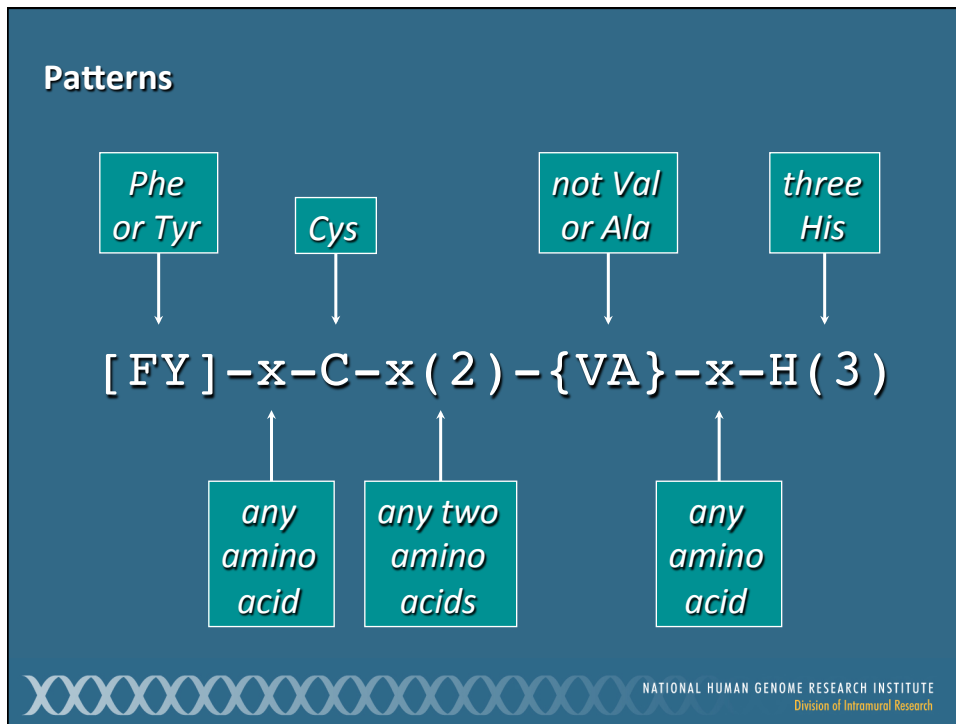 Patterns
Phe
or Tyr
Cys
not Val
or Ala
three
His
[FY]–x–C–x(2)–{VA}–x–H(3)
any
amino
acid
any two
amino
acids
any
amino
acid
NATIONAL HUMAN GENOME RESEARCH INSTITUTE
Division of Intramural Research